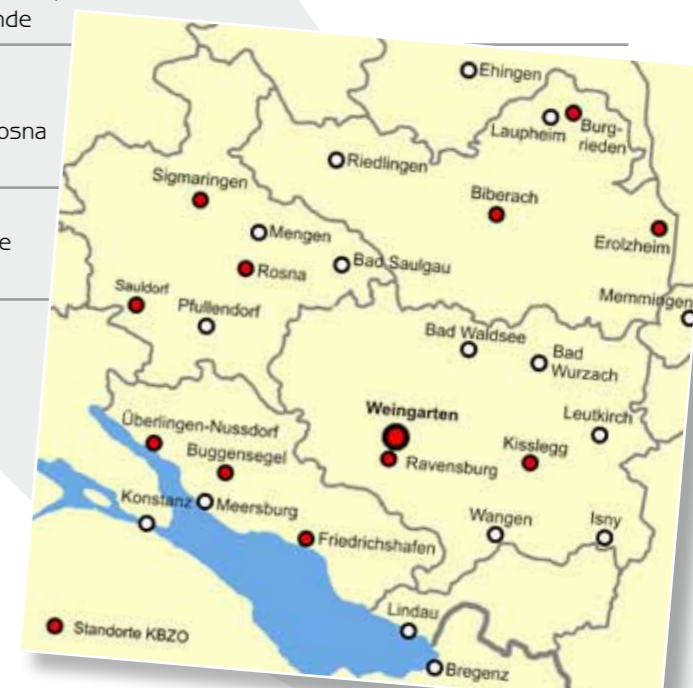 nde
osna
e
Ehingen
Laupheim
Burg-
rieden
Riedlingen
Sigmaringen
Biberach
Mengen
Erolzheim
Rosna
Bad Saulgau
Sauldorf
Pfullendorf
Memmingen
Bad Waldsee
Bad
Wurzach
Weingarten
Leutkirch
Überlingen-Nussdorf
Kisslegg
Buggensegel
Ravensburg
Konstanz
Meersburg
Wangen
Isny
Friedrichshafen
Lindau
Standorte KBZO
Bregenz